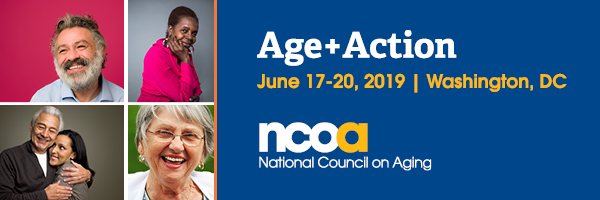 Age+Action
June 17-20, 2019 | Washington, DC
ncoa
National Council on Aging